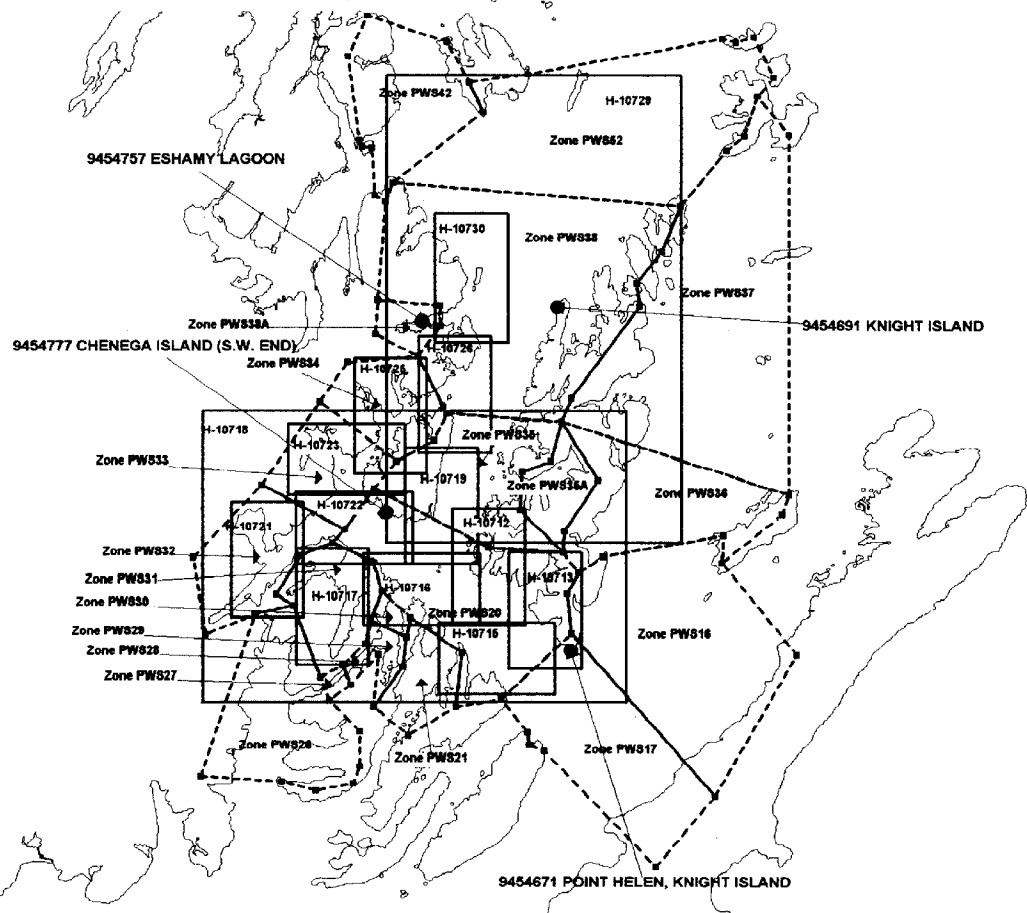 Zone PWS42
H-10729
Zone PWS52
9454757 ESHAMY LAGOON
H-10730
Zone PWS38
Zone PWS37
Zone PWS38A
9454691 KNIGHT ISLAND
9454777 CHENEGA ISLAND (S.W. END)
H-10726
Zone PWS34
H-10725
H-10718
Zone PWS35
H-10723
Zone PWS33
H-10719
Zone PWS35A
Zone PWS36
H-10722
H-10721
H-10712
Zone PWS32
Zone PWS31
H-10713
H-10716
H-10717
Zone PWS30
Zone PWS20
Zone PWS29
H-10715
Zone PWS16
Zone PWS28
Zone PWS27
Zone PWS26
Zone PWS17
Zone PWS21
9454671 POINT HELEN, KNIGHT ISLAND